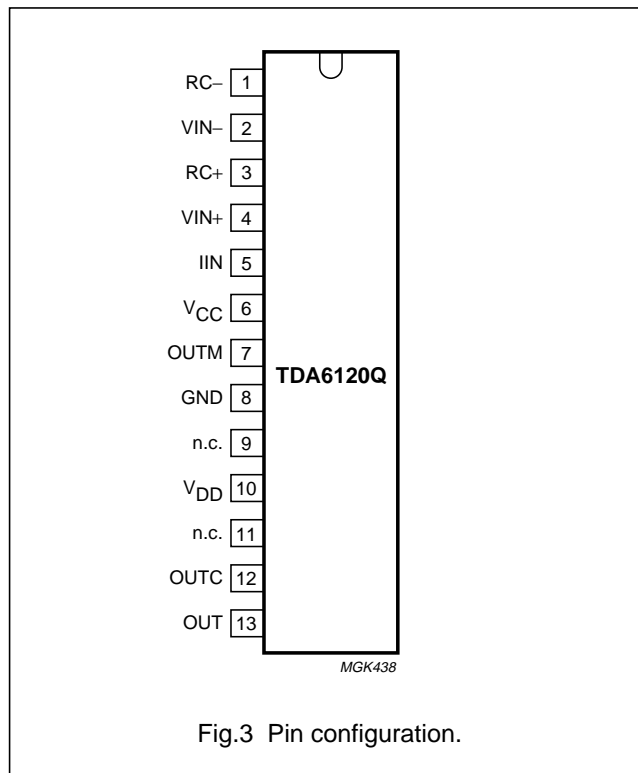 RC− 1
VIN− 2
RC+ 3
VIN+ 4
IIN 5
VCC 6
OUTM 7
TDA6120Q
GND 8
n.c. 9
VDD 10
n.c. 11
OUTC 12
OUT 13
MGK438
Fig.3 Pin configuration.